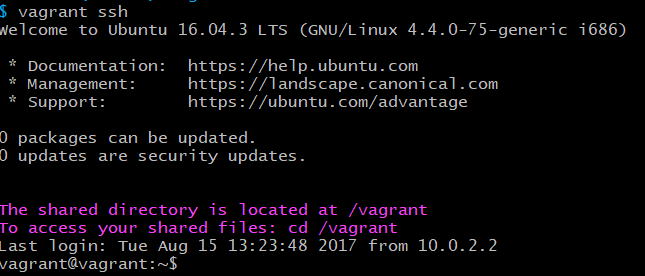 $ vagrant ssh
Welcome to Ubuntu 16.04.3 LTS (GNU/Linux 4.4.0-75-generic i686)
* Documentation:  https://help.ubuntu.com
* Management:     https://landscape.canonical.com
* Support:        https://ubuntu.com/advantage
0 packages can be updated.
0 updates are security updates.
The shared directory is located at /vagrant
To access your shared files: cd /vagrant
Last login: Tue Aug 15 13:23:48 2017 from 10.0.2.2
vagrant@vagrant:~$